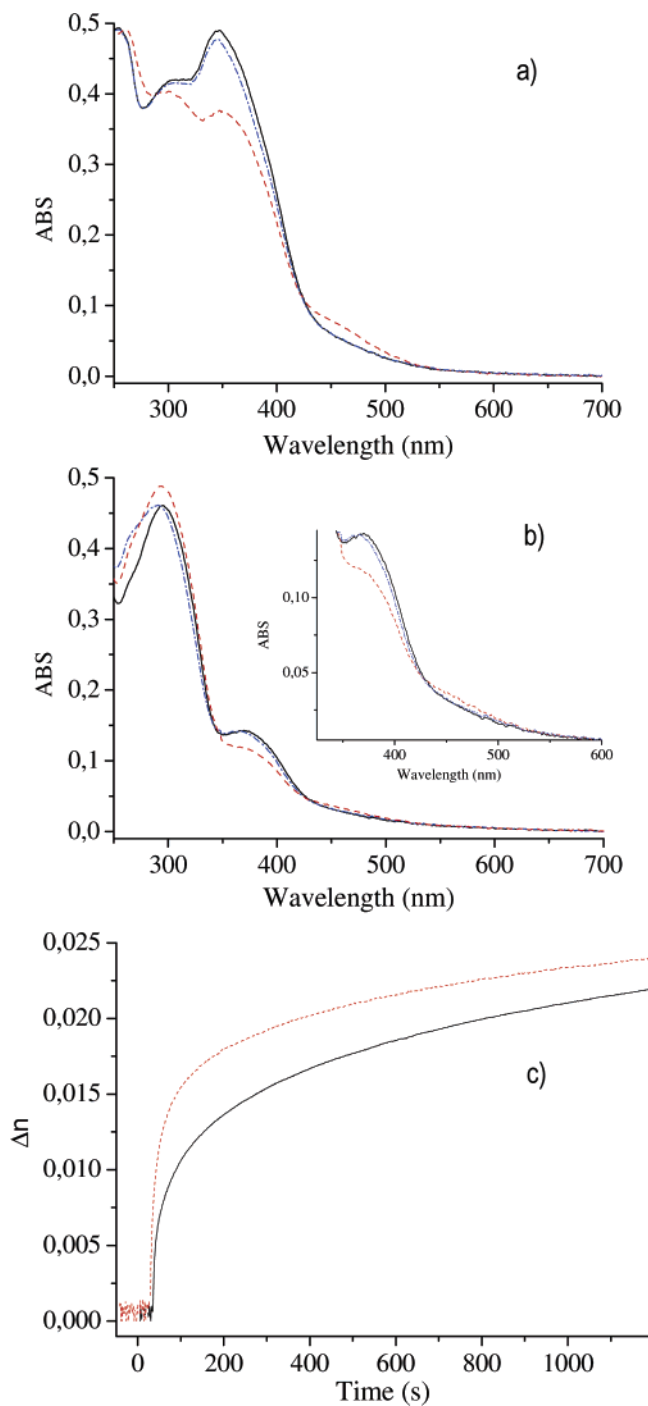 0,5
a)
0,4
0,3
ABS
0,2
0,1
0,0
300 400 500 600 700
Wavelength (nm)
0,5
b)
0,4
0,10
ABS
0,3
ABS
0,05
0,2
400 500 600
Wavelength (nm)
0,1
0,0
300 400 500 600 700
Wavelength (nm)
0,025
0,020
c)
0,015
Δn
0,010
0,005
0,000
0 200 400 600 800 1000
Time (s)